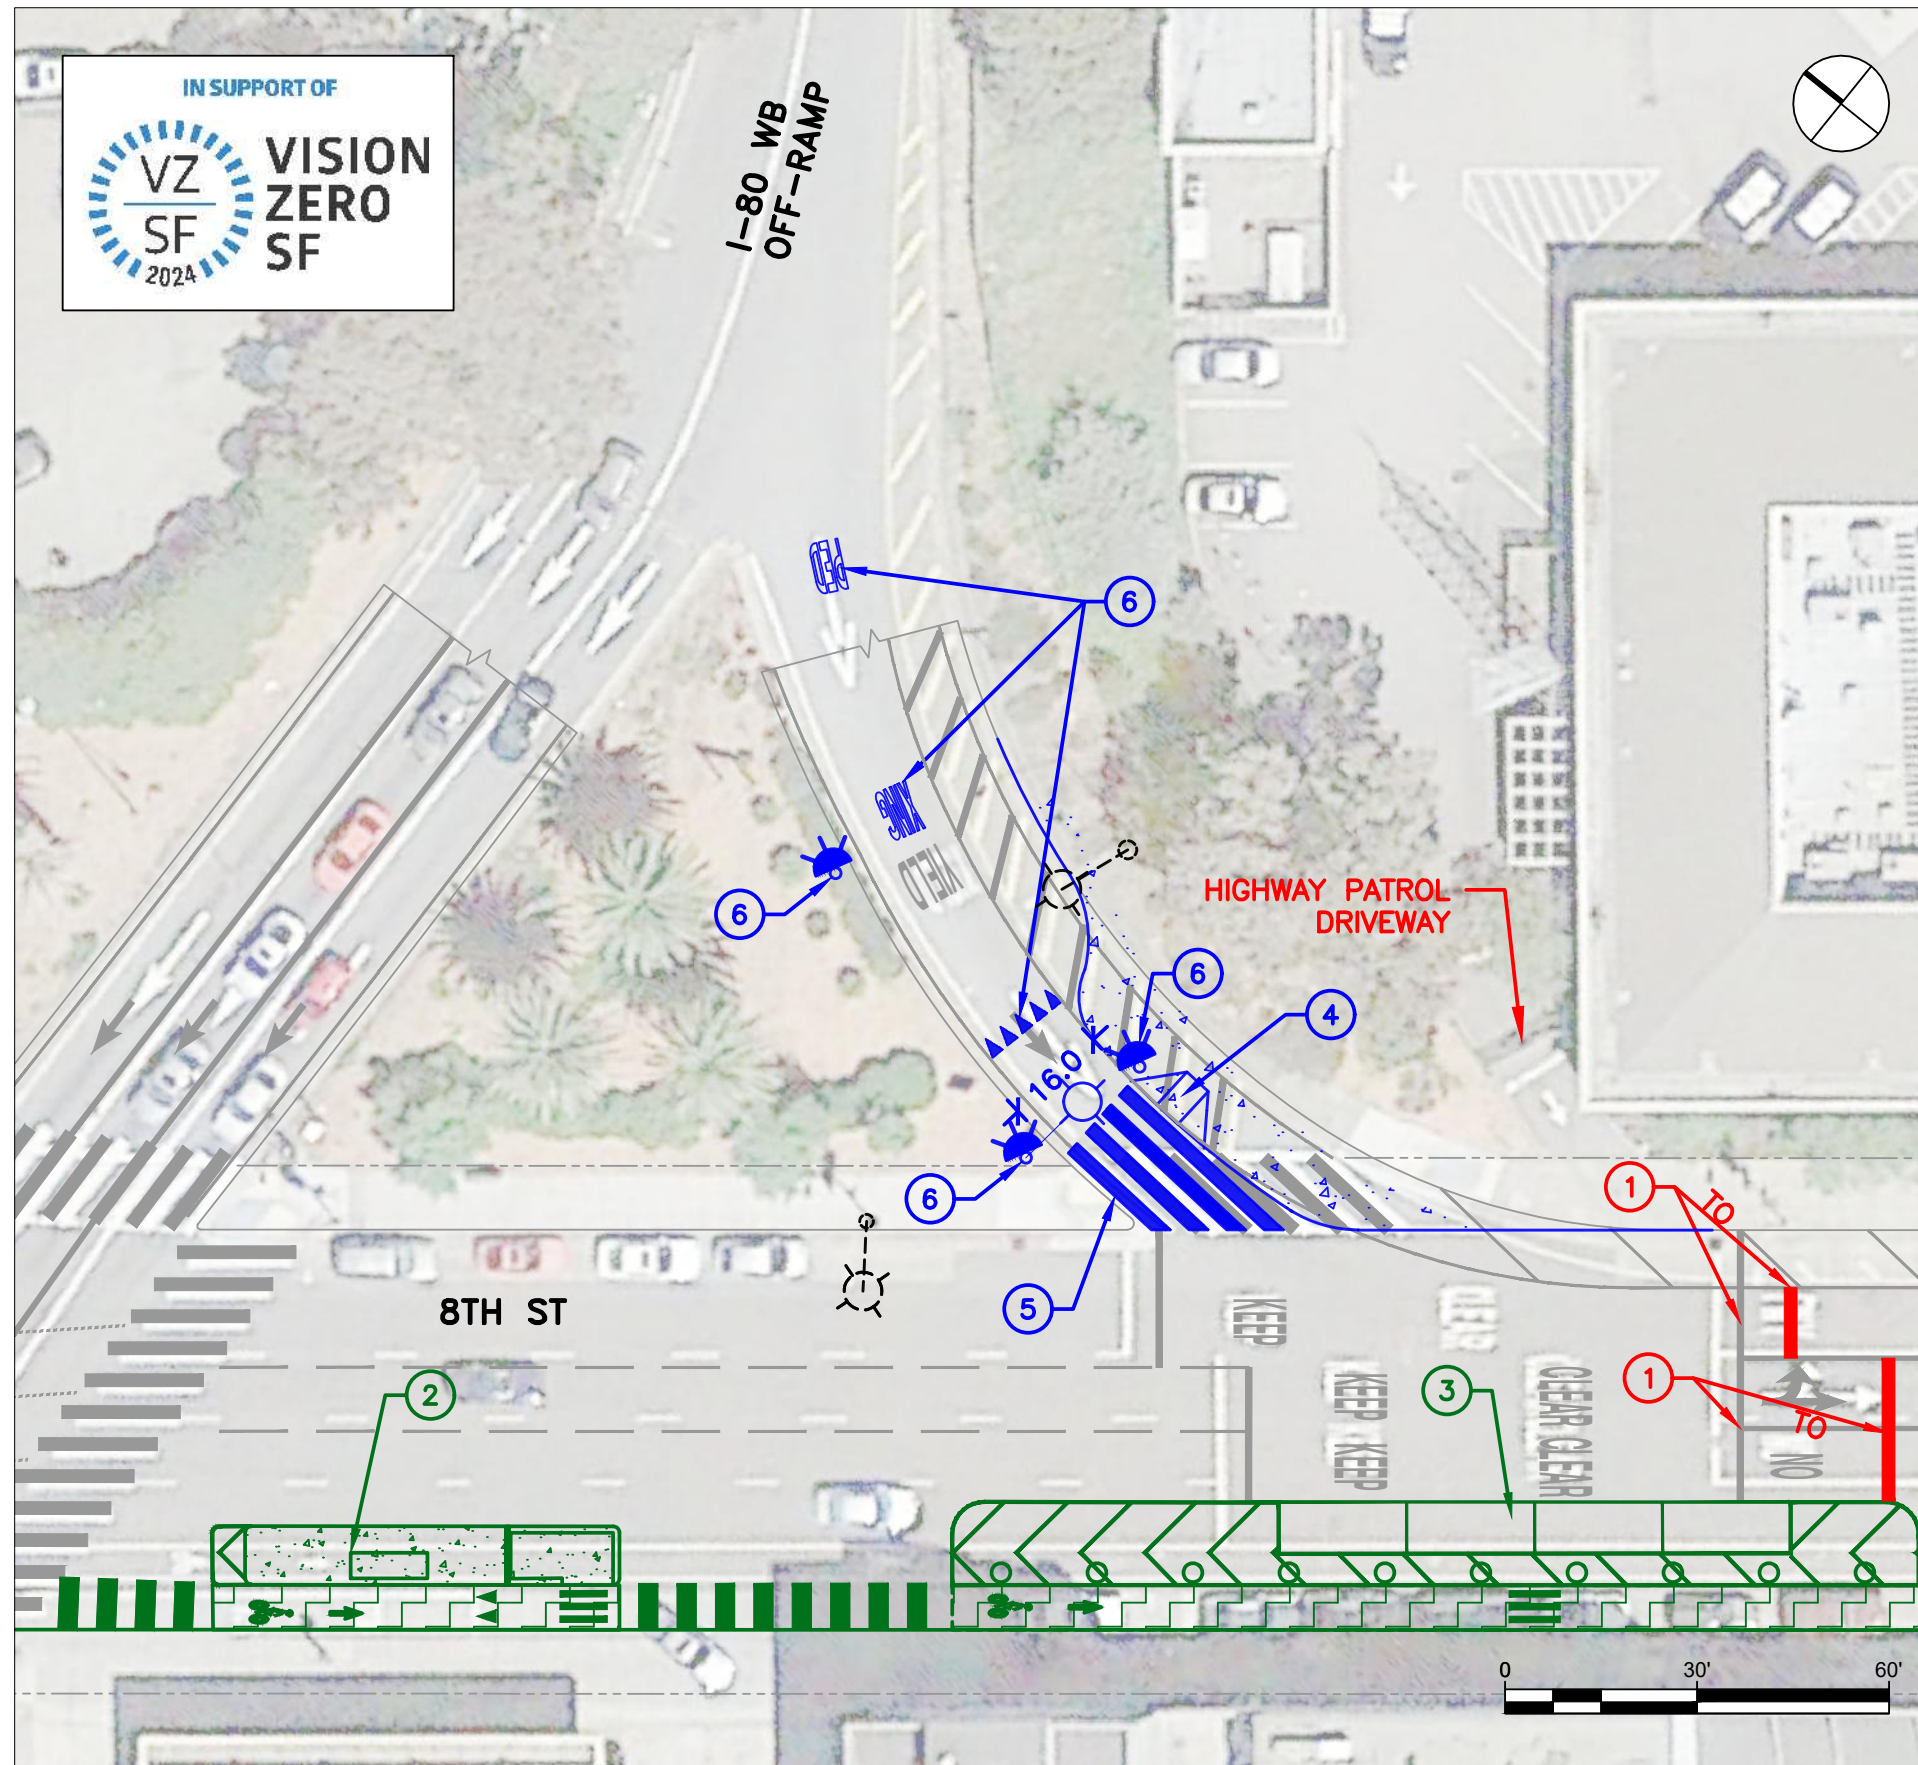 IN SUPPORT OF
VZ
SF
2024
VISION
ZERO
SF
I-80 WB
OFF-RAMP
PED
6
XING
YIELD
6
HIGHWAY PATROL
DRIVEWAY
6
4
16.0
6
1
TO
5
8TH ST
KEEP
CLEAR
2
3
1
KEEP
CLEAR
TO
KEEP
CLEAR
NO
0 30' 60'